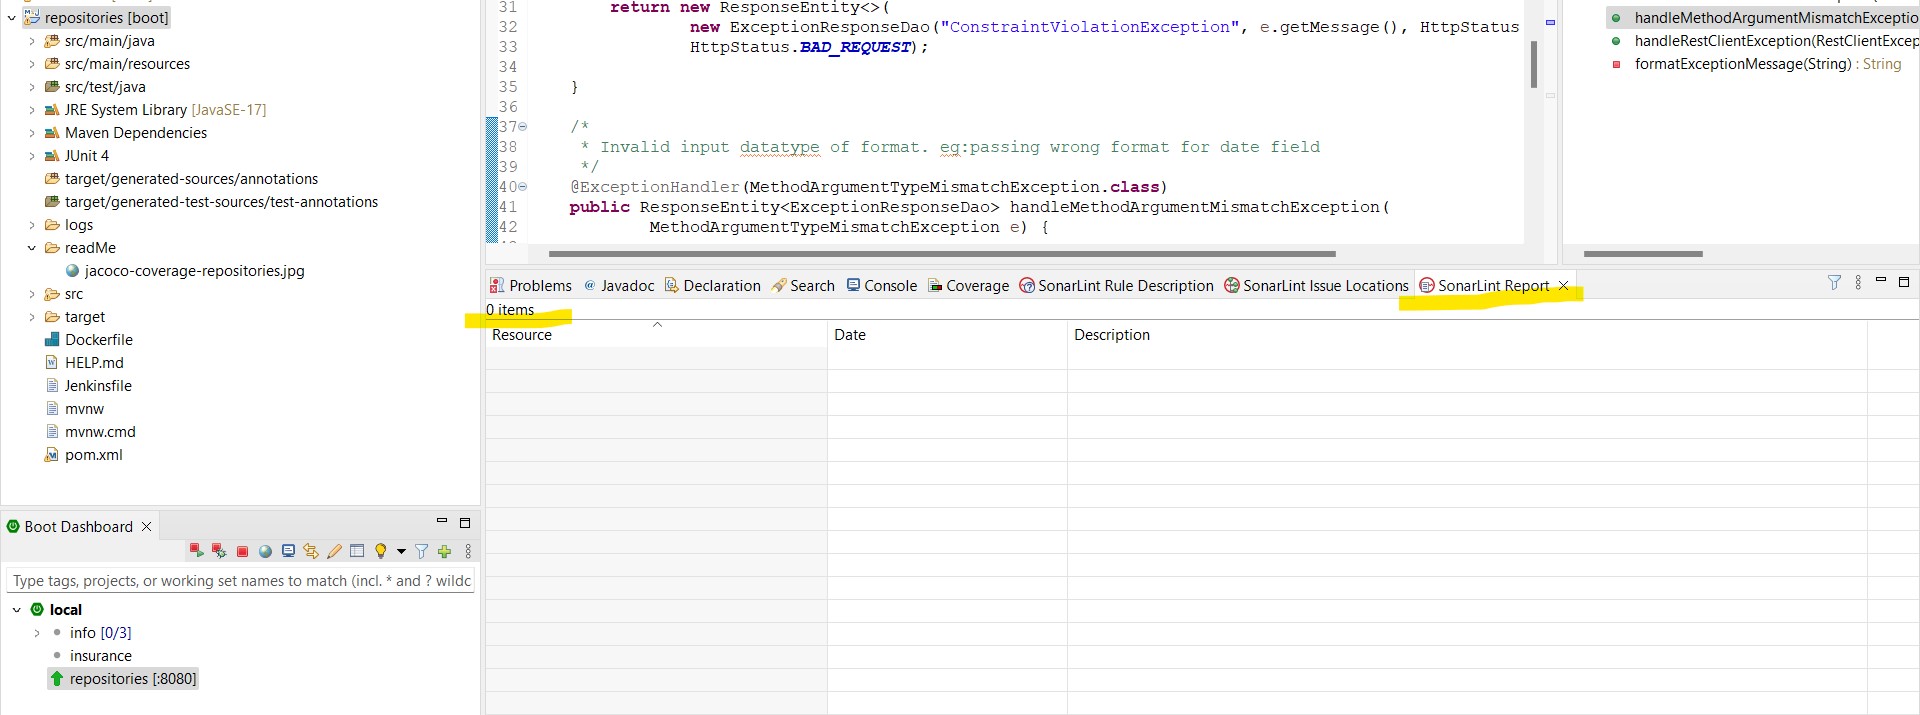 repositories [boot]
src/main/java
src/main/resources
src/test/java
JRE System Library [JavaSE-17]
Maven Dependencies
JUnit 4
target/generated-sources/annotations
target/generated-test-sources/test-annotations
logs
readMe
jacoco-coverage-repositories.jpg
src
target
Dockerfile
HELP.md
Jenkinsfile
mvnw
mvnw.cmd
pom.xml
Boot Dashboard
Type tags, projects, or working set names to match (incl. * and ? wildc
local
info [0/3]
insurance
repositories [:8080]
31 return new ResponseEntity<>(
32 new ExceptionResponseDao("ConstraintViolationException", e.getMessage(), HttpStatus
33 HttpStatus.BAD_REQUEST);
34
35 }
36
37 /*
38 * Invalid input datatype of format. eg:passing wrong format for date field
39 */
40 @ExceptionHandler(MethodArgumentTypeMismatchException.class)
41 public ResponseEntity<ExceptionResponseDao> handleMethodArgumentMismatchException(
42 MethodArgumentTypeMismatchException e) {
handleMethodArgumentMismatchExceptio
handleRestClientException(RestClientExcep
formatExceptionMessage(String) : String
Problems @ Javadoc Declaration Search Console Coverage SonarLint Rule Description SonarLint Issue Locations SonarLint Report
0 items
Resource Date Description